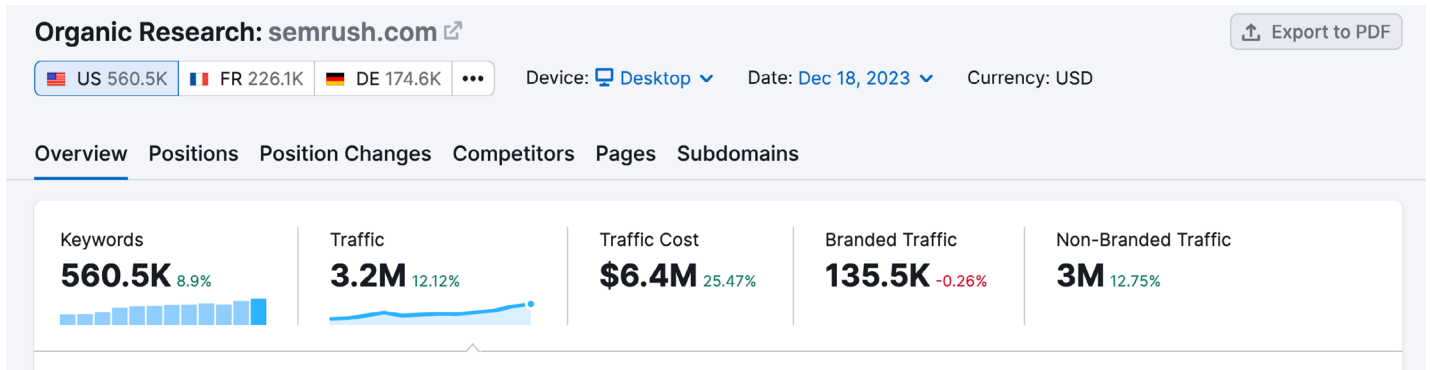 Organic Research: semrush.com
Export to PDF
US 560.5K FR 226.1K DE 174.6K ••• Device: Desktop Date: Dec 18, 2023 Currency: USD
Overview Positions Position Changes Competitors Pages Subdomains
Keywords Traffic Traffic Cost Branded Traffic Non-Branded Traffic
560.5K 8.9% 3.2M 12.12% $6.4M 25.47% 135.5K -0.26% 3M 12.75%